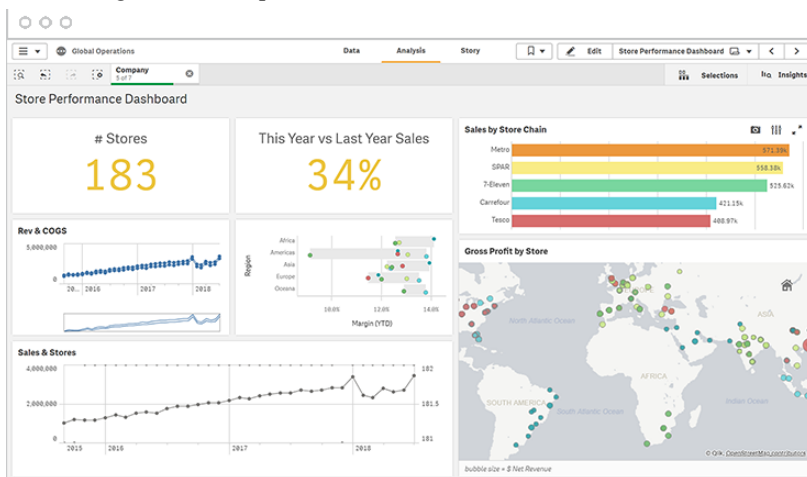 Global Operations
Data
Analysis
Story
Edit
Store Performance Dashboard
Company
5 of 7
Selections
Insights
Store Performance Dashboard
# Stores
183
This Year vs Last Year Sales
34%
Sales by Store Chain
Metro
571.39k
SPAR
558.38k
7-Eleven
525.62k
Carrefour
421.15k
Tesco
408.97k
Rev & COGS
5,000,000
0
20...
2016
2017
2018
Region
Africa
Americas
Asia
Europe
Oceana
10.0%
12.0%
14.0%
Margin (YTD)
Gross Profit by Store
North Atlantic Ocean
ASIA
AFRICA
SOUTH AMERICA
South Atlantic Ocean
Indian Ocean
© Qlik, OpenStreetMap contributors
bubble size = $ Net Revenue
Sales & Stores
4,000,000
2,000,000
0
182
181.5
181
2015
2016
2017
2018